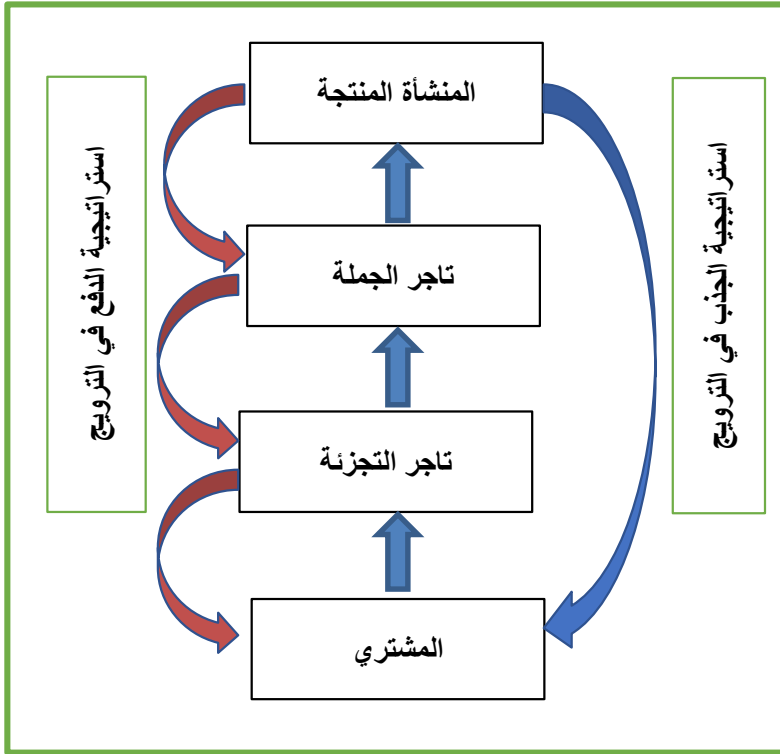 المنشأة المنتجة
استراتيجية الجذب في الترويج
استراتيجية الدفع في الترويج
تاجر الجملة
تاجر التجزئة
المشتري